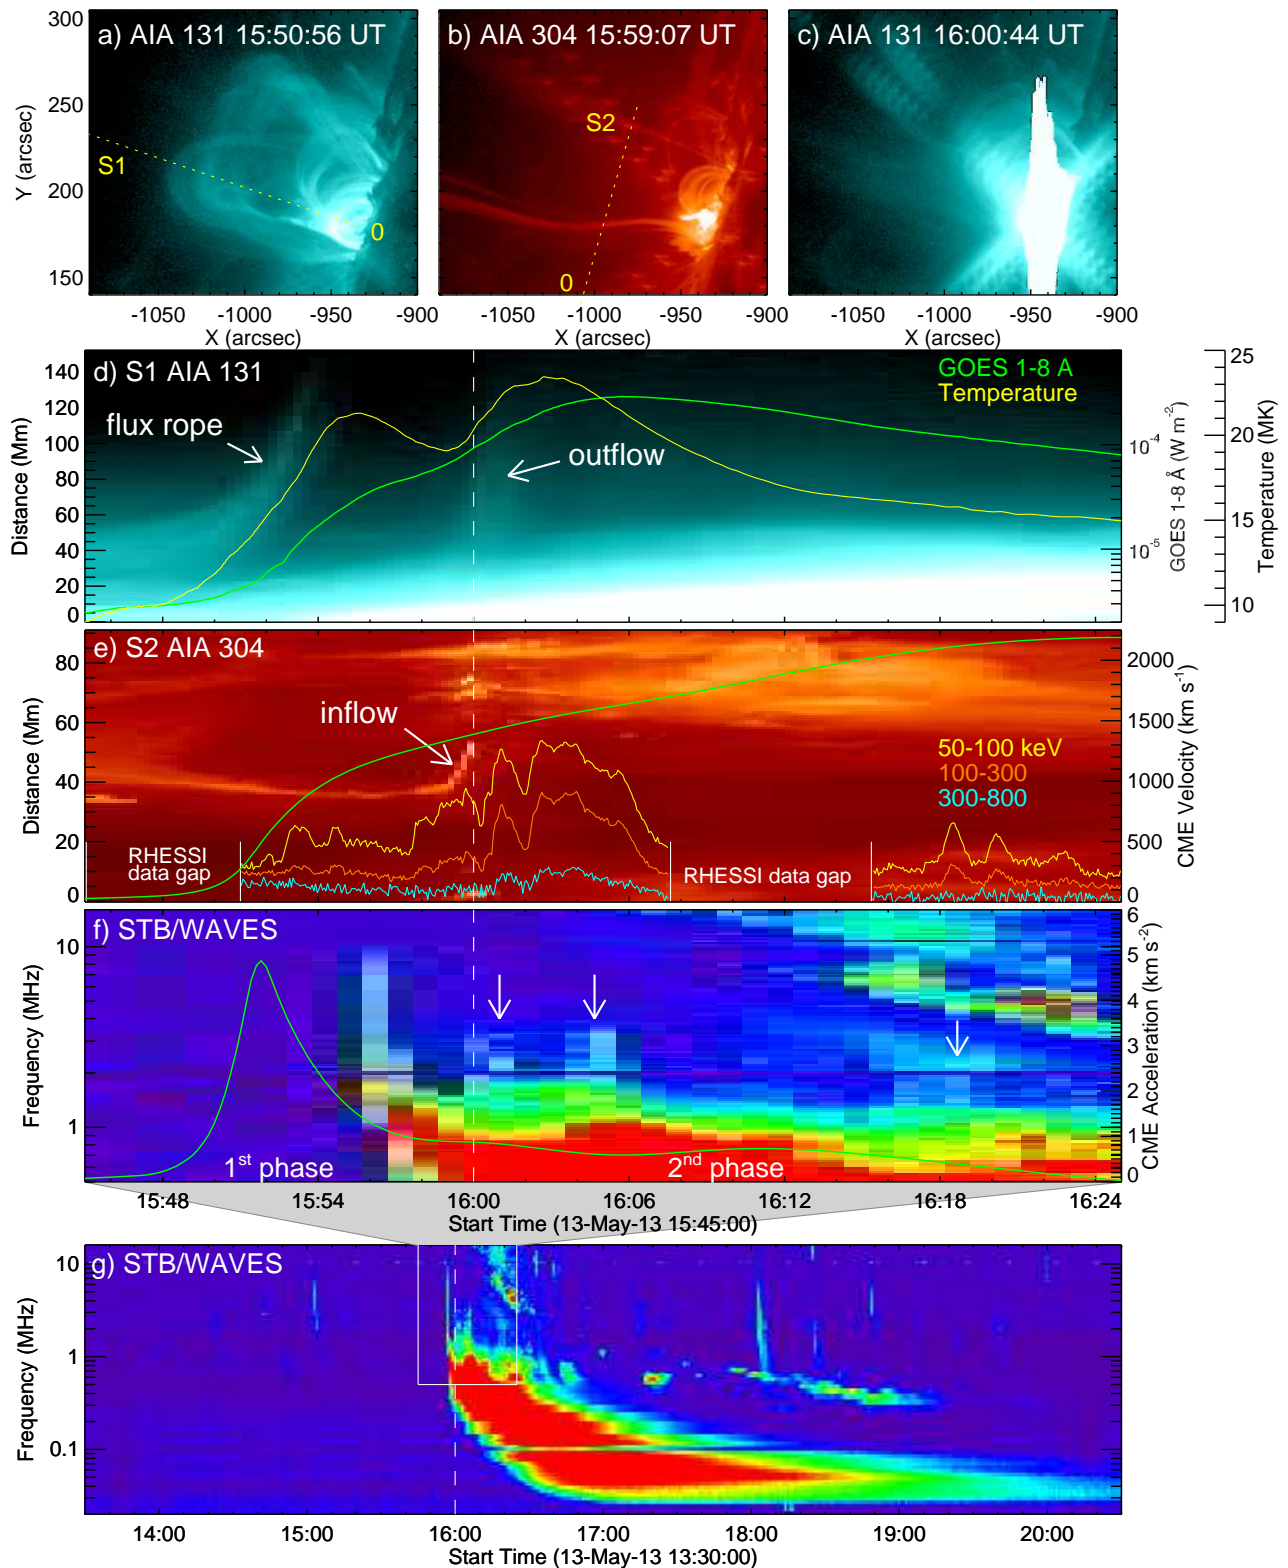 a) AIA 131 15:50:56 UT
b) AIA 304 15:59:07 UT
c) AIA 131 16:00:44 UT
300
250
200
150
Y (arcsec)
S1
0
S2
0
-1050 -1000 -950 -900
-1050 -1000 -950 -900
-1050 -1000 -950 -900
X (arcsec)
X (arcsec)
X (arcsec)
d) S1 AIA 131
GOES 1-8 A
Temperature
flux rope
outflow
140
120
100
80
60
40
20
0
Distance (Mm)
10⁻⁴
10⁻⁵
GOES 1-8 Å (W m⁻²)
25
20
15
10
Temperature (MK)
e) S2 AIA 304
inflow
50-100 keV
100-300
300-800
RHESSI
data gap
RHESSI data gap
80
60
40
20
0
Distance (Mm)
2000
1500
1000
500
0
CME Velocity (km s⁻¹)
f) STB/WAVES
1st phase
2nd phase
10
1
Frequency (MHz)
6
5
4
3
2
1
0
CME Acceleration (km s⁻²)
15:48 15:54 16:00 16:06 16:12 16:18 16:24
Start Time (13-May-13 15:45:00)
g) STB/WAVES
10
1
0.1
Frequency (MHz)
14:00 15:00 16:00 17:00 18:00 19:00 20:00
Start Time (13-May-13 13:30:00)